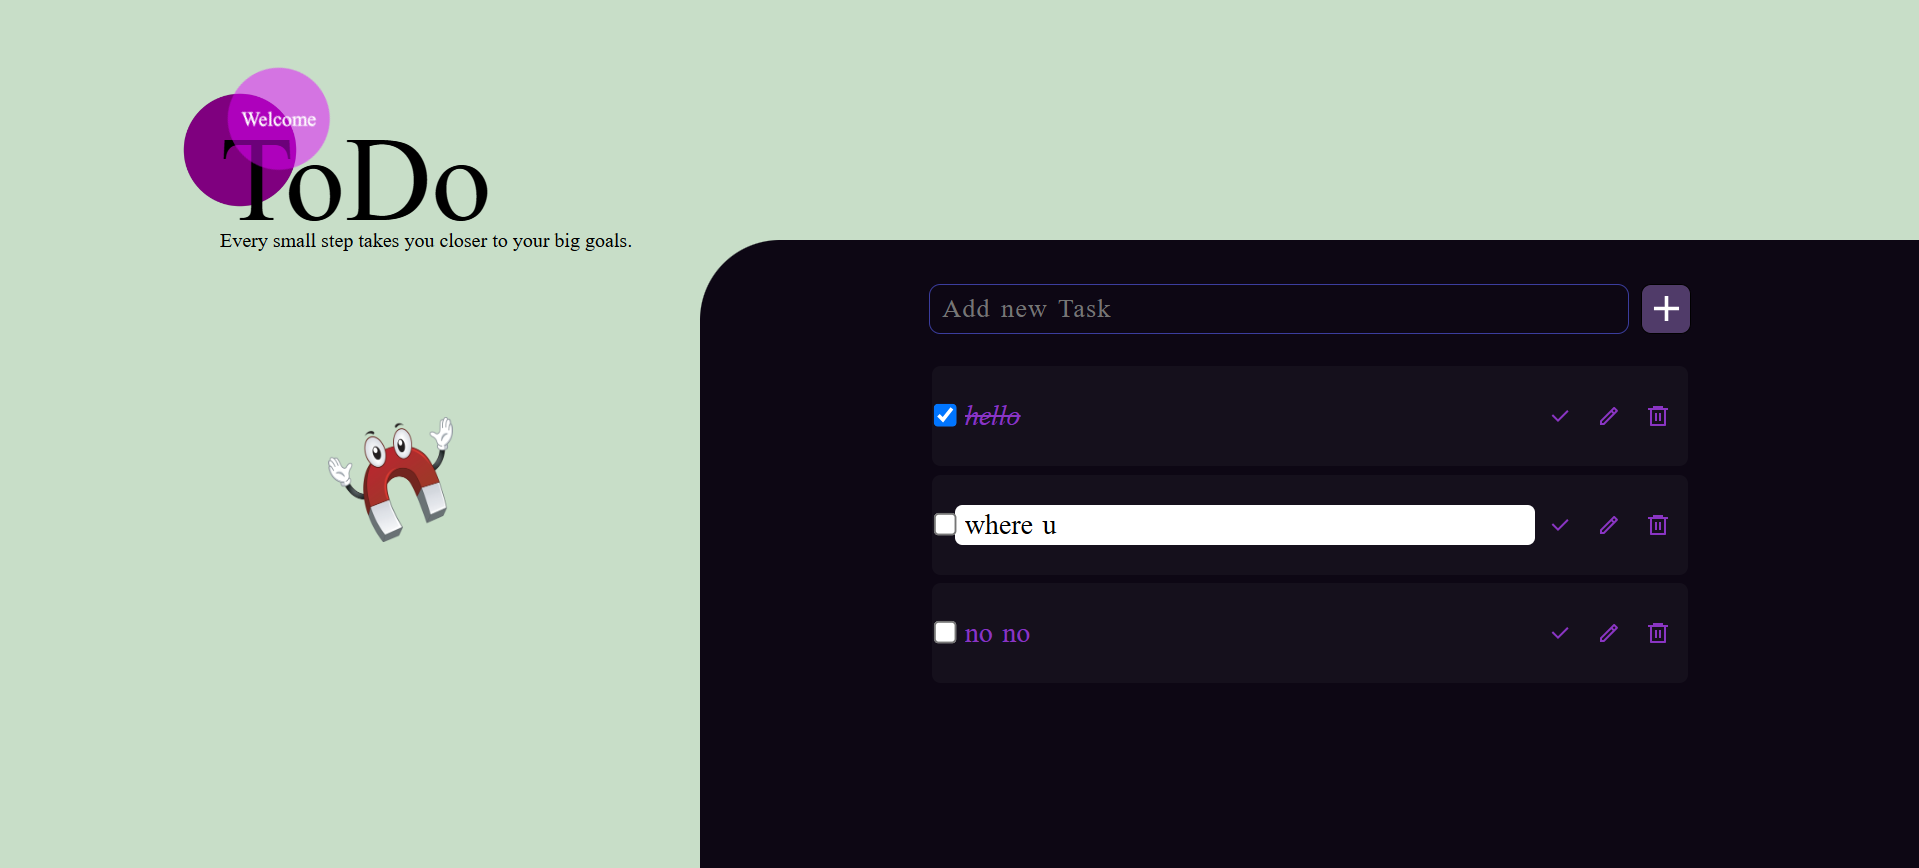 Welcome
ToDo
Every small step takes you closer to your big goals.
Add new Task
hello
where u
no no